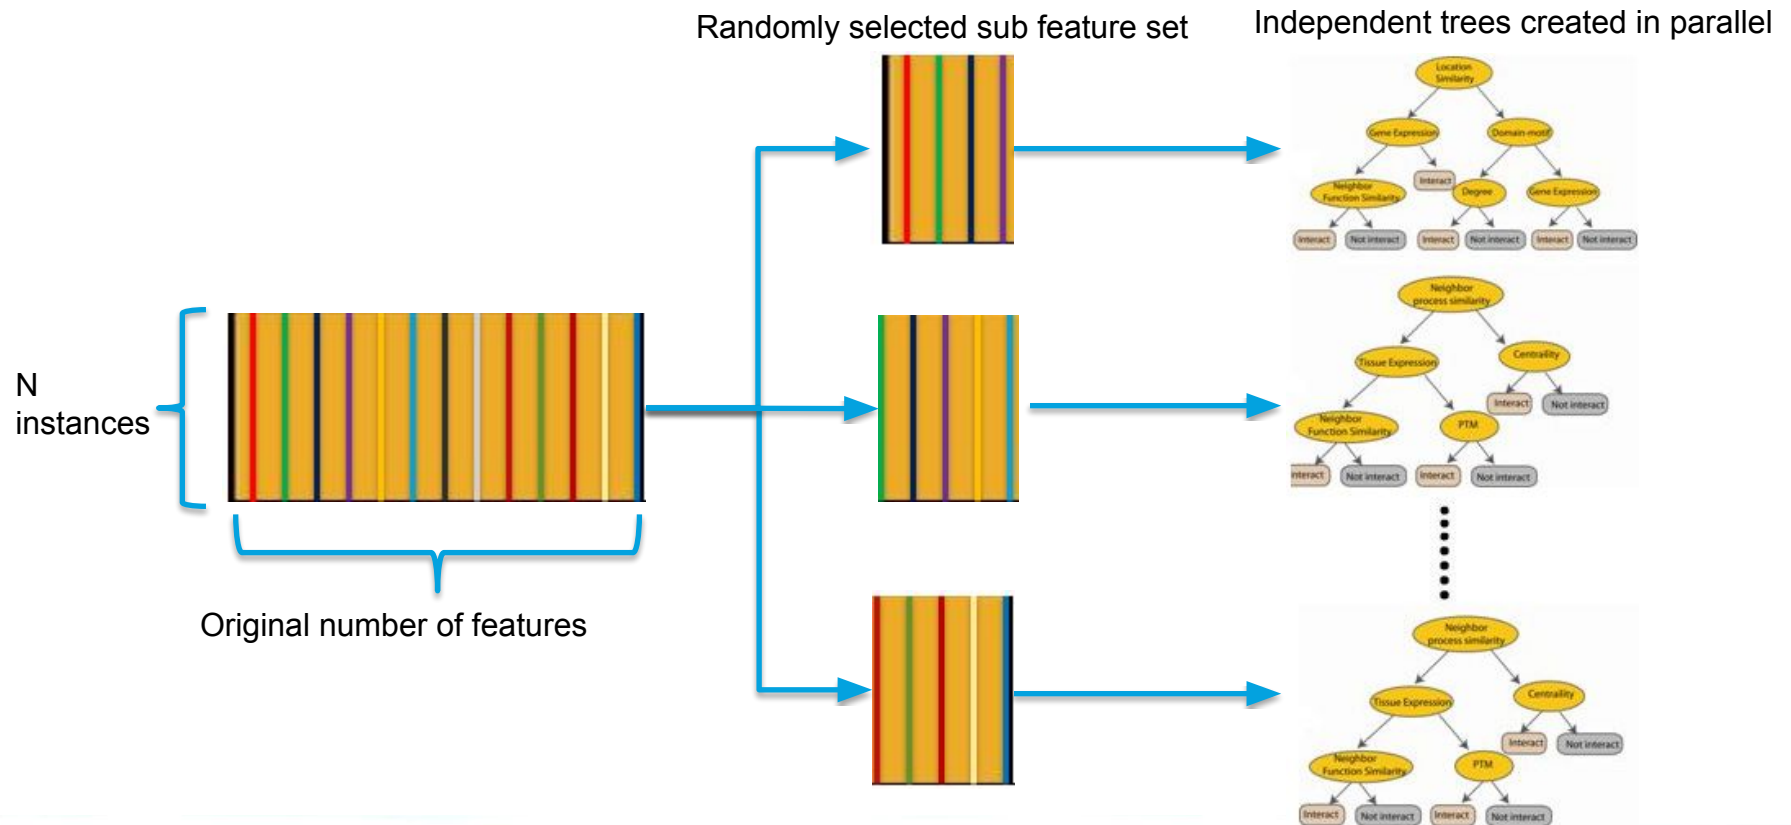 Randomly selected sub feature set
Independent trees created in parallel
Location
Similarity
Gene Expression
Domain-motif
Interact
Neighbor
Function Similarity
Degree
Gene Expression
Interact
Not interact
Interact
Not interact
Interact
Not interact
N
instances
Original number of features
Neighbor
process similarity
Tissue Expression
Centraility
Interact
Not interact
Neighbor
Function Similarity
PTM
Interact
Not interact
Interact
Not interact
Neighbor
process similarity
Tissue Expression
Centraility
Interact
Not interact
Neighbor
Function Similarity
PTM
Interact
Not interact
Interact
Not interact